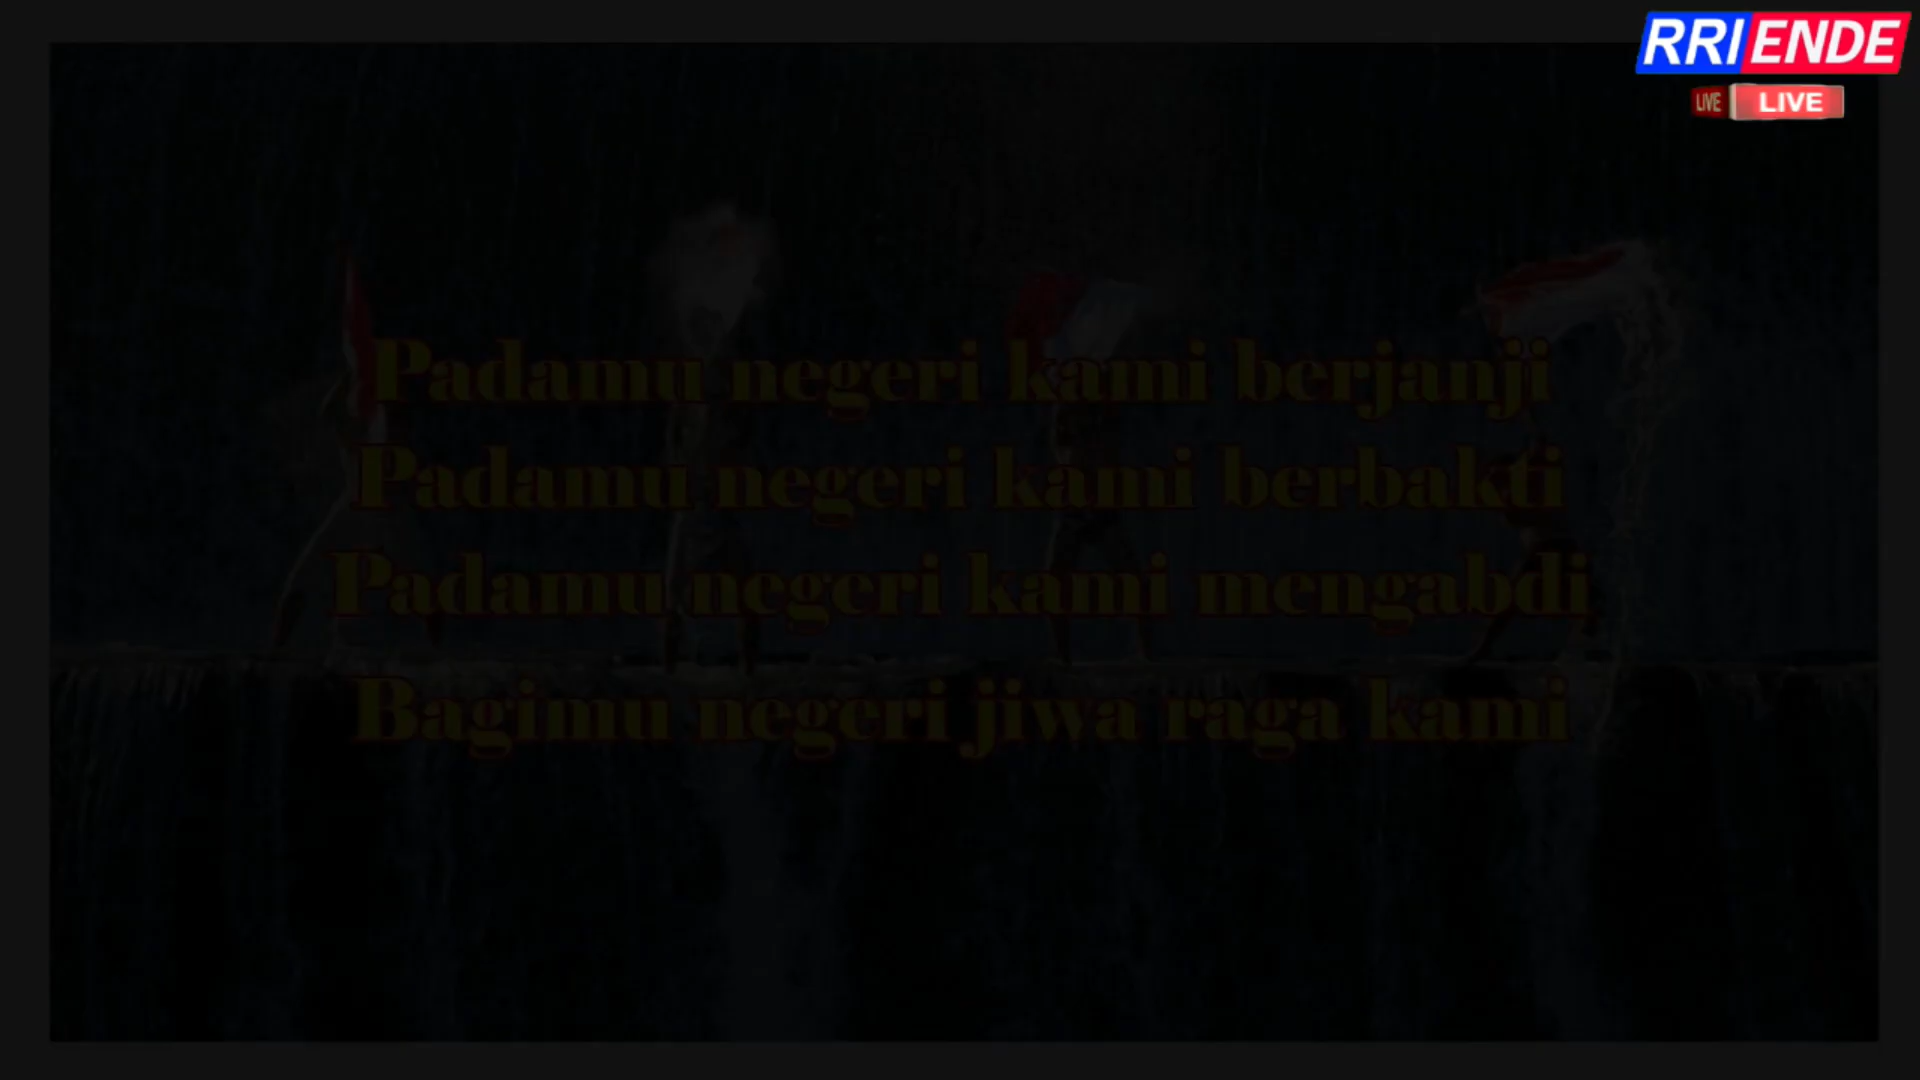 RRI ENDE
LIVE LIVE
Padamu negeri kami berjanji
Padamu negeri kami berbakti
Padamu negeri kami mengabdi
Bagimu negeri jiwa raga kami